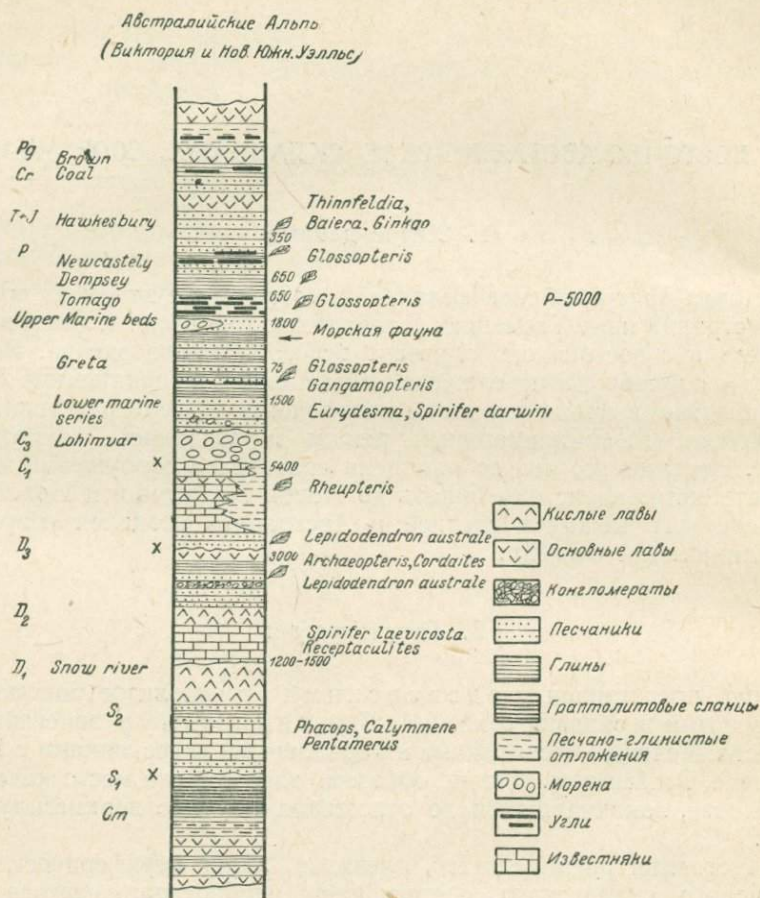 Австралийские Альпы
(Виктория и Нов. Южн. Уэлльс)
Pg
Brown
Cr Coal
T+J Hawkesbury
Thinnfeldia,
Baiera, Ginkgo
350
P
Newcastely
Glossopteris
Dempsey
650
Tomago
650 Glossopteris P-5000
Upper Marine beds
1800
Морская фауна
Greta
75 Glossopteris
Gangamopteris
Lower marine
series
1500
Eurydesma, Spirifer darwini
C3 Lohimvar
C1 x
5400
Rheupteris
D3 x
Lepidodendron australe
3000 Archaeopteris, Cordaites
Lepidodendron australe
D2
Spirifer laevicosta
Receptaculites
1200-1500
D1 Snow river
S2
Phacops, Calymmene
Pentamerus
S1 x
Cm
Кислые лавы
Основные лавы
Конгломераты
Песчаники
Глины
Граптолитовые сланцы
Песчано-глинистые
отложения
Морена
Угли
Известняки